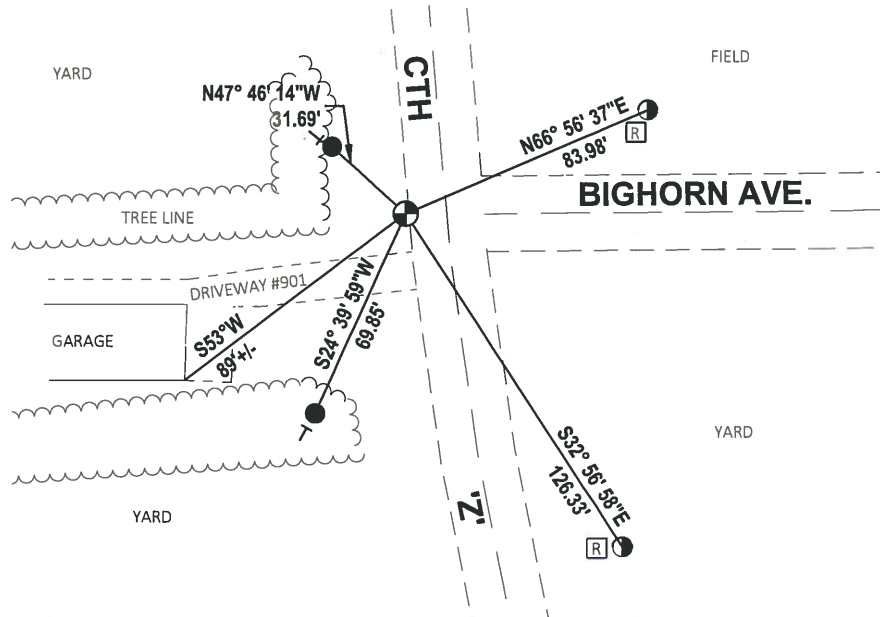 YARD
FIELD
CTH
N47° 46' 14"W
31.69'
N66° 56' 37"E
83.98'
R
BIGHORN AVE.
TREE LINE
DRIVEWAY #901
GARAGE
S53°W
89'+/-
S24° 39' 59"W
69.85'
S32° 56' 58"E
126.33'
YARD
'Z'
YARD
R